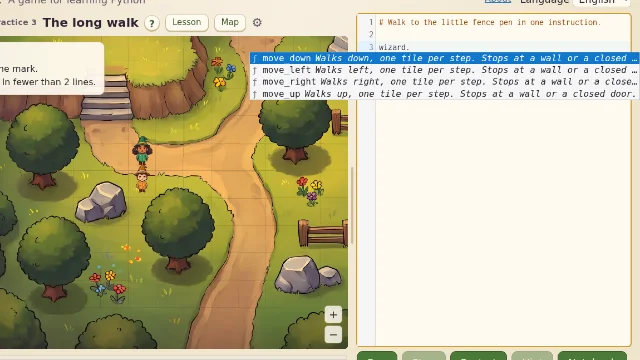 A game for learning Python
About
Language
English
Practice 3 The long walk ? Lesson Map
he mark.
In fewer than 2 lines.
1 # Walk to the little fence pen in one instruction.
2
3 wizard.
f move_down Walks down, one tile per step. Stops at a wall or a closed …
f move_left Walks left, one tile per step. Stops at a wall or a closed …
f move_right Walks right, one tile per step. Stops at a wall or a close…
f move_up Walks up, one tile per step. Stops at a wall or a closed door.
+
−